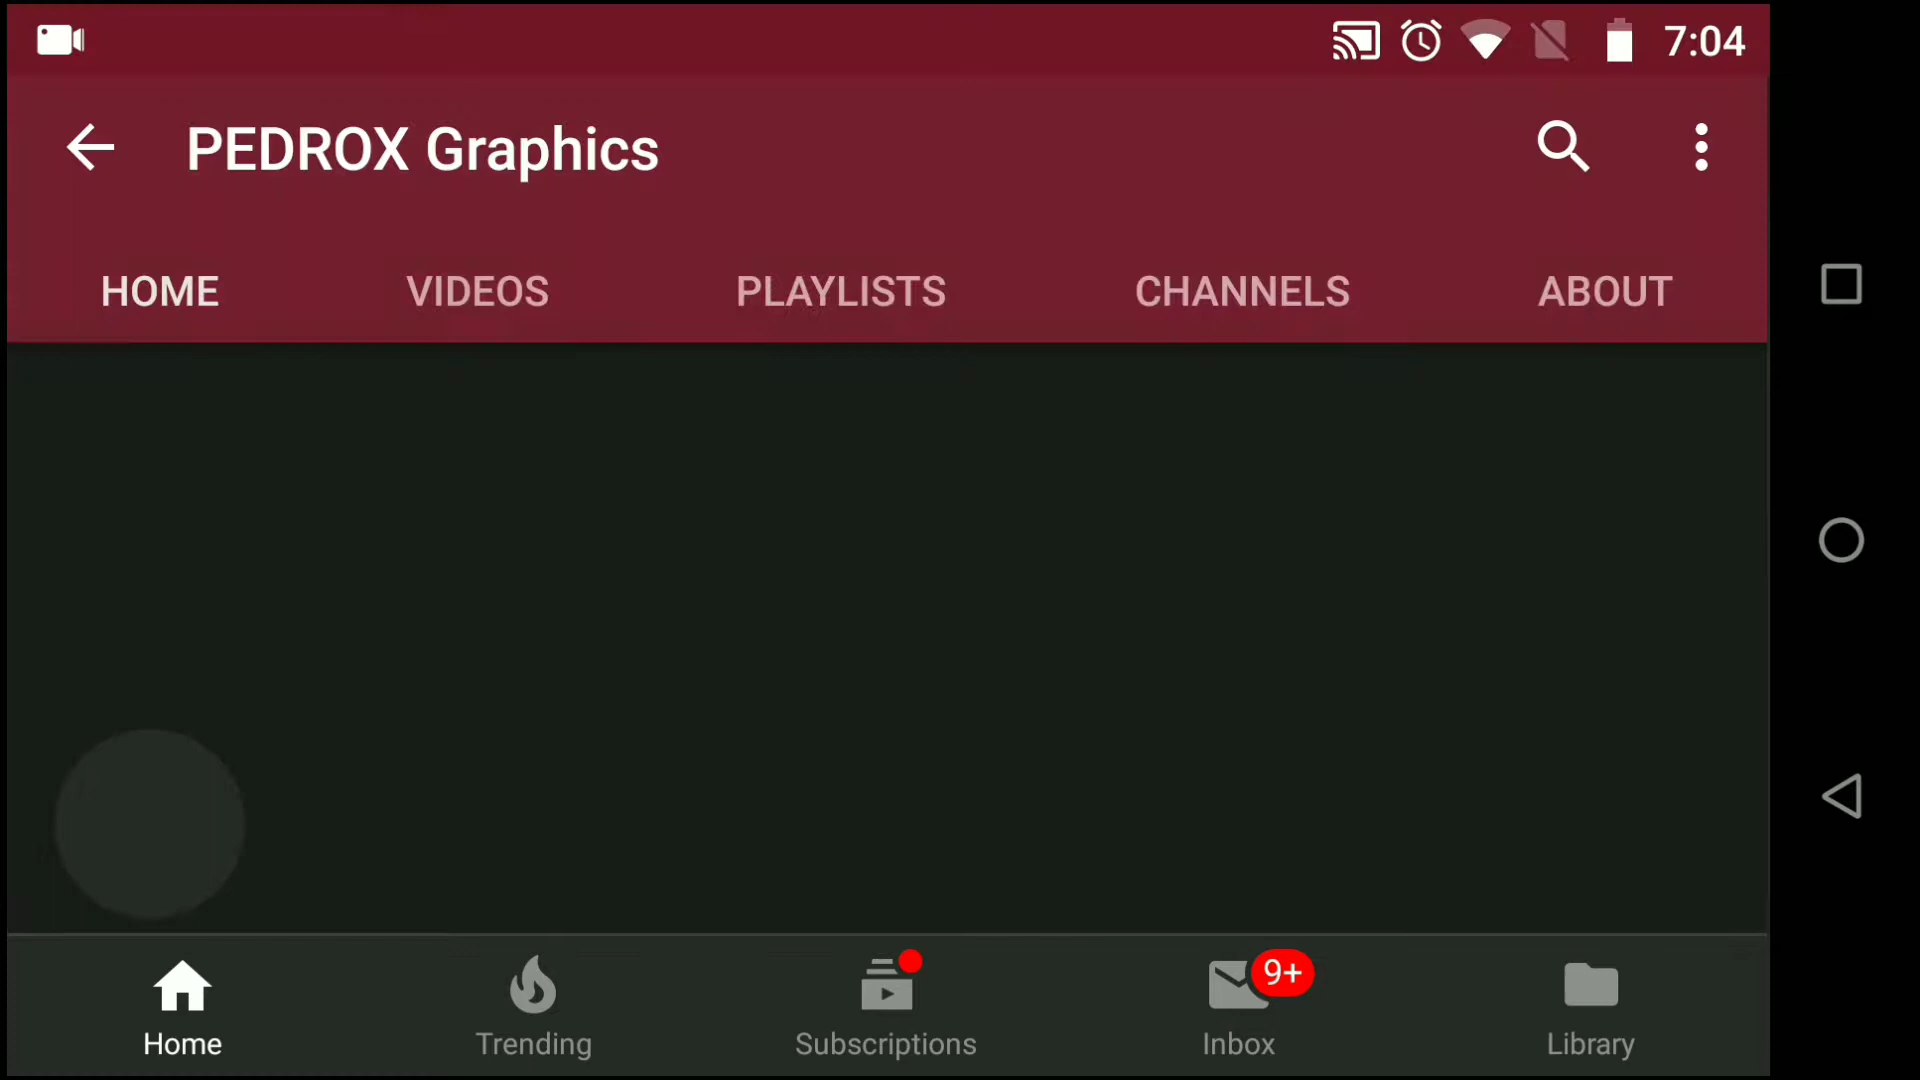 7:04
PEDROX Graphics
HOME VIDEOS PLAYLISTS CHANNELS ABOUT
9+
Home Trending Subscriptions Inbox Library